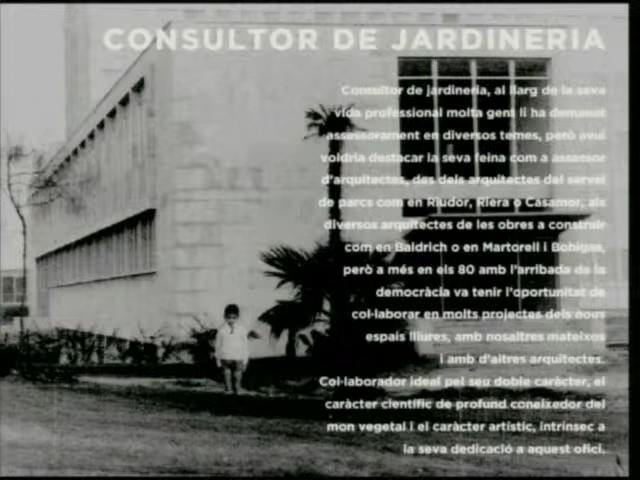 CONSULTOR DE JARDINERIA
Consultor de jardineria, al llarg de la seva
vida professional molta gent li ha demanat
assessorament en diversos temes, però avui
voldria destacar la seva feina com a assessor
d'arquitectes, des dels arquitectes del servei
de parcs com en Riudor, Riera o Casamor, als
diversos arquitectes de les obres a construir
com en Baldrich o en Martorell i Bohigas,
però a més en els 80 amb l'arribada de la
democràcia va tenir l'oportunitat de
col·laborar en molts projectes dels nous
espais lliures, amb nosaltres mateixos
i amb d'altres arquitectes.
Col·laborador ideal pel seu doble caràcter, el
caràcter científic de profund coneixedor del
mon vegetal i el caràcter artístic, intrínsec a
la seva dedicació a aquest ofici.